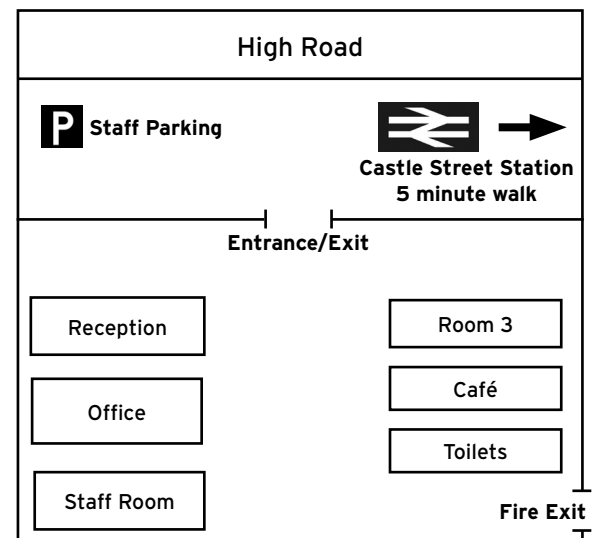 High Road
P Staff Parking
Castle Street Station
5 minute walk
Entrance/Exit
Reception
Room 3
Office
Café
Toilets
Staff Room
Fire Exit